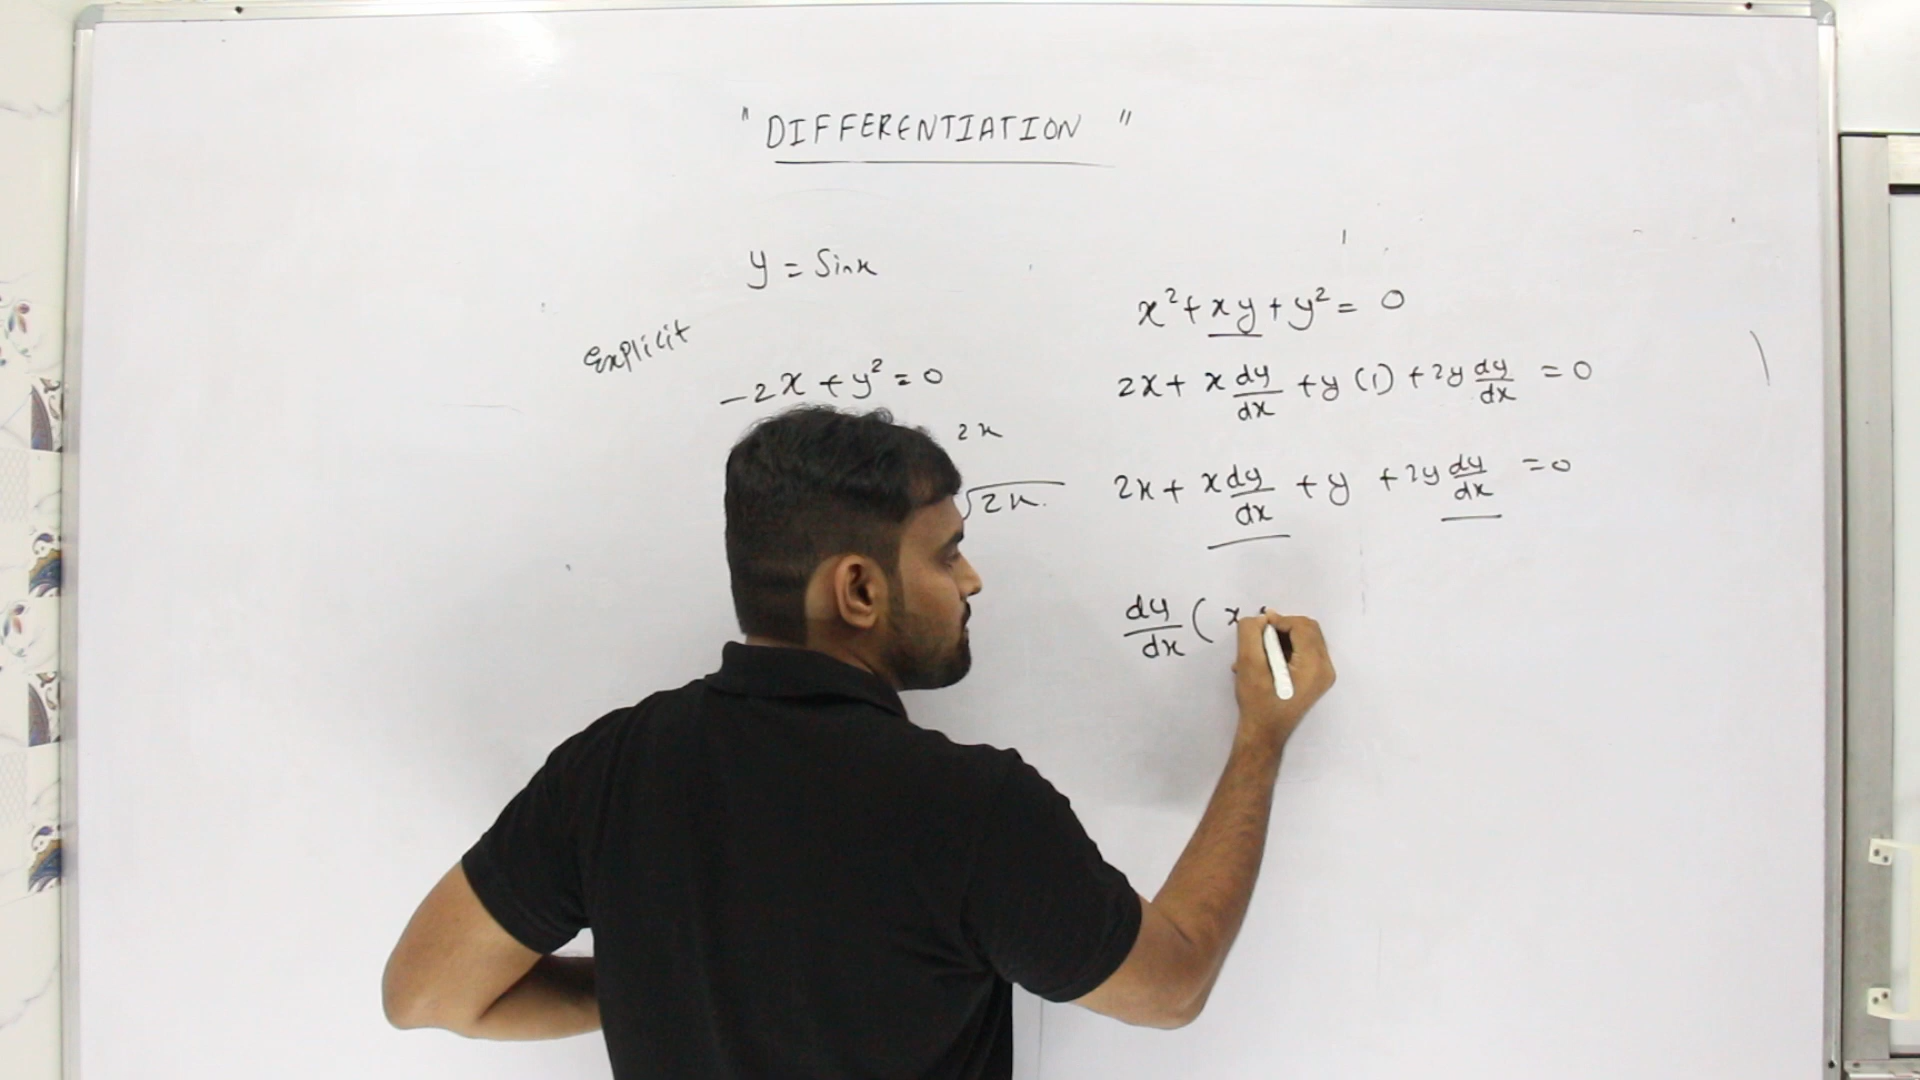 " DIFFERENTIATION "
y = Sinx
Explicit
-2x + y² = 0
2x
√2x.
x² + xy + y² = 0
2x + x dy/dx + y (1) + 2y dy/dx = 0
2x + x dy/dx + y + 2y dy/dx = 0
dy/dx ( x